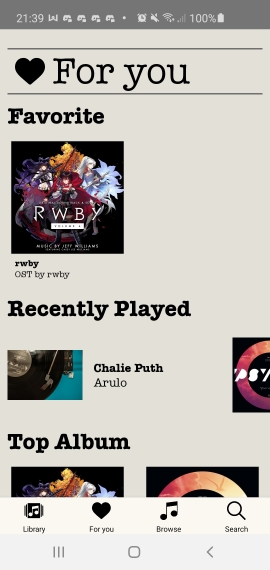 21:39
100%
For you
Favorite
RWBY
VOLUME
MUSIC BY JEFF WILLIAMS
rwby
OST by rwby
Recently Played
Chalie Puth
Arulo
PSY
Top Album
Library
For you
Browse
Search